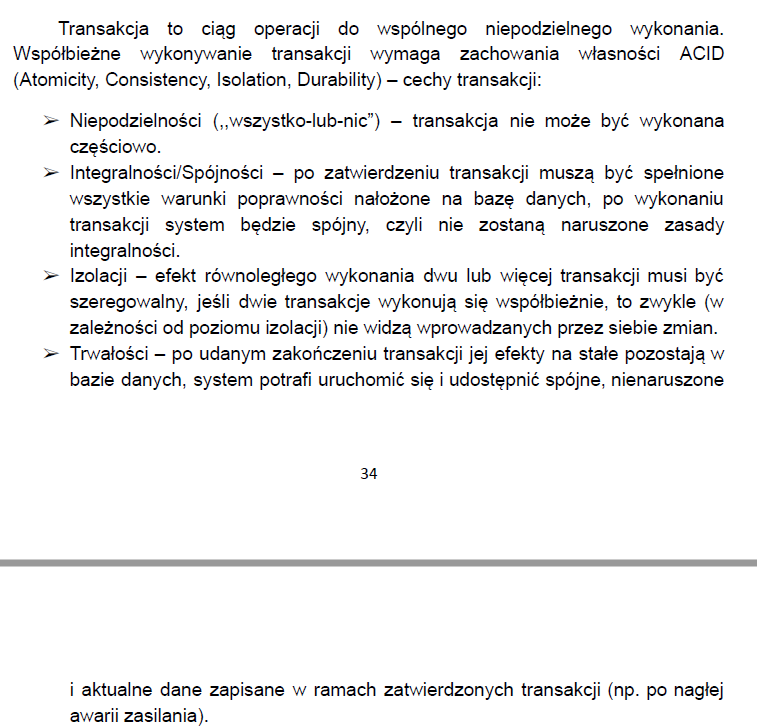 Transakcja to ciąg operacji do wspólnego niepodzielnego wykonania.
Współbieżne wykonywanie transakcji wymaga zachowania własności ACID
(Atomicity, Consistency, Isolation, Durability) – cechy transakcji:
➢ Niepodzielności (,,wszystko-lub-nic”) – transakcja nie może być wykonana
częściowo.
➢ Integralności/Spójności – po zatwierdzeniu transakcji muszą być spełnione
wszystkie warunki poprawności nałożone na bazę danych, po wykonaniu
transakcji system będzie spójny, czyli nie zostaną naruszone zasady
integralności.
➢ Izolacji – efekt równoległego wykonania dwu lub więcej transakcji musi być
szeregowalny, jeśli dwie transakcje wykonują się współbieżnie, to zwykle (w
zależności od poziomu izolacji) nie widzą wprowadzanych przez siebie zmian.
➢ Trwałości – po udanym zakończeniu transakcji jej efekty na stałe pozostają w
bazie danych, system potrafi uruchomić się i udostępnić spójne, nienaruszone
34
i aktualne dane zapisane w ramach zatwierdzonych transakcji (np. po nagłej
awarii zasilania).